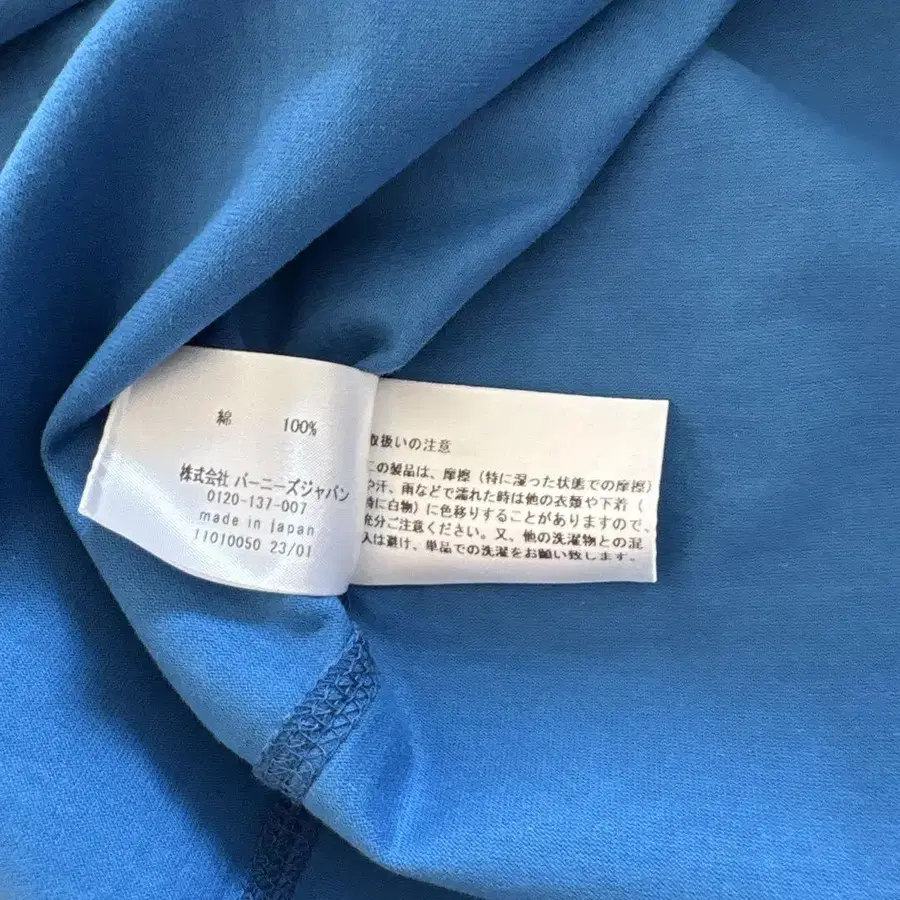 綿 100%
株式会社 バーニーズジャパン
0120-137-007
made in japan
11010050 23/01
取扱いの注意
この製品は、摩擦(特に湿った状態での摩擦)
や汗、雨などで濡れた時は他の衣類や下着(
特に白物)に色移りすることがありますので、
充分ご注意ください。又、他の洗濯物との混
入は避け、単品での洗濯をお願い致します。